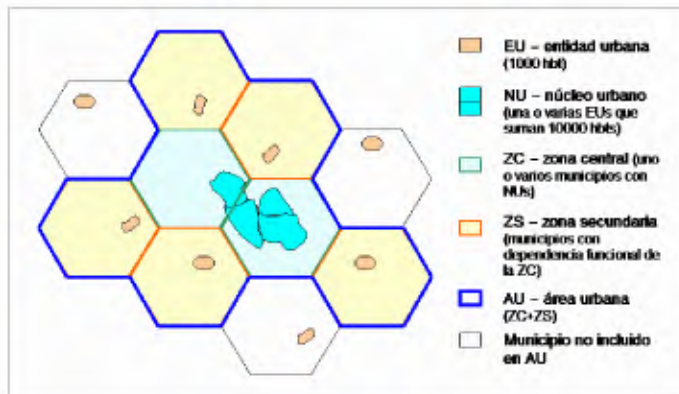 EU – entidad urbana
(1000 hbt)
NU – núcleo urbano
(una o varias EUs que
suman 10000 hbts)
ZC – zona central (uno
o varios municipios con
NUs)
ZS – zona secundaria
(municipios con
dependencia funcional de
la ZC)
AU – área urbana
(ZC+ZS)
Municipio no incluido
en AU